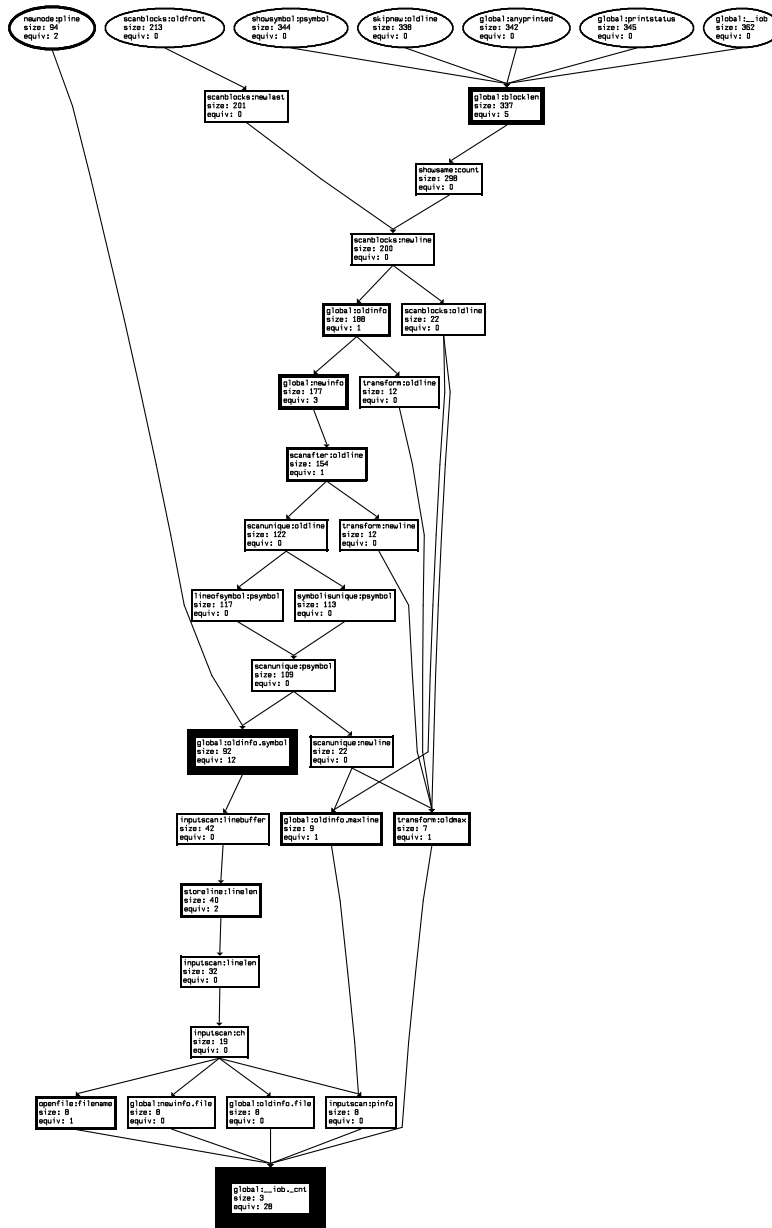 newnode:pline
size: 94
equiv: 2
scanblocks:oldfront
size: 213
equiv: 0
showsymbol:psymbol
size: 344
equiv: 0
skipnew:oldline
size: 338
equiv: 0
global:anyprinted
size: 342
equiv: 0
global:printstatus
size: 345
equiv: 0
global:__iob
size: 362
equiv: 0
scanblocks:newlast
size: 201
equiv: 0
global:blocklen
size: 337
equiv: 5
showsame:count
size: 298
equiv: 0
scanblocks:newline
size: 200
equiv: 0
global:oldinfo
size: 188
equiv: 1
scanblocks:oldline
size: 22
equiv: 0
global:newinfo
size: 177
equiv: 3
transform:oldline
size: 12
equiv: 0
scanafter:oldline
size: 154
equiv: 1
scanunique:oldline
size: 122
equiv: 0
transform:newline
size: 12
equiv: 0
lineofsymbol:psymbol
size: 117
equiv: 0
symbolisunique:psymbol
size: 113
equiv: 0
scanunique:psymbol
size: 109
equiv: 0
global:oldinfo.symbol
size: 92
equiv: 12
scanunique:newline
size: 22
equiv: 0
inputscan:linebuffer
size: 42
equiv: 0
global:oldinfo.maxline
size: 9
equiv: 1
transform:oldmax
size: 7
equiv: 1
storeline:linelen
size: 40
equiv: 2
inputscan:linelen
size: 32
equiv: 0
inputscan:ch
size: 19
equiv: 0
openfile:filename
size: 8
equiv: 1
global:newinfo.file
size: 8
equiv: 0
global:oldinfo.file
size: 8
equiv: 0
inputscan:pinfo
size: 8
equiv: 0
global:__iob._cnt
size: 3
equiv: 28